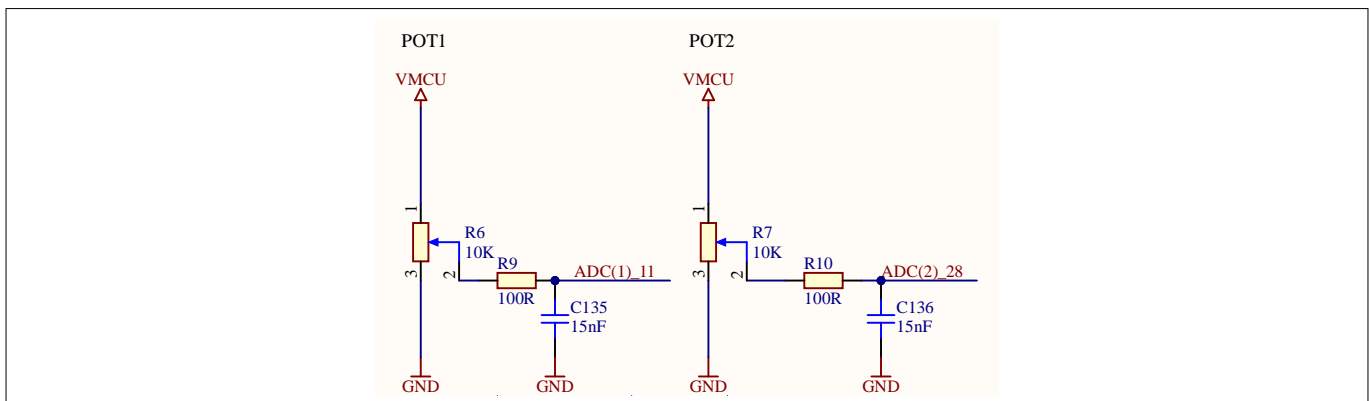 POT1
VMCU
1
R6
10K
3
2
R9
100R
ADC(1)_11
C135
15nF
GND
GND
POT2
VMCU
1
R7
10K
3
2
R10
100R
ADC(2)_28
C136
15nF
GND
GND